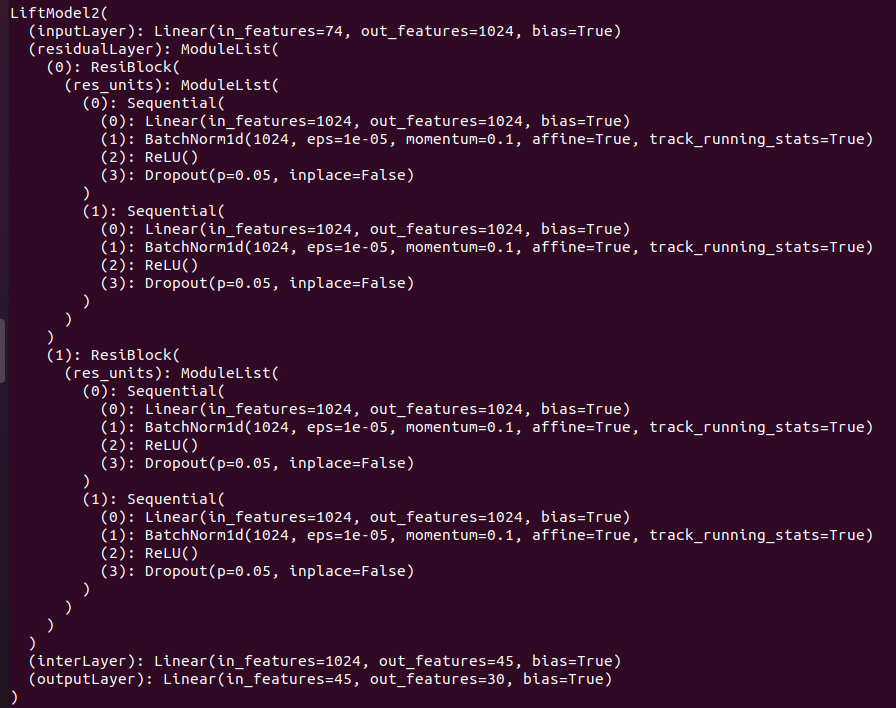 LiftModel2(
  (inputLayer): Linear(in_features=74, out_features=1024, bias=True)
  (residualLayer): ModuleList(
    (0): ResiBlock(
      (res_units): ModuleList(
        (0): Sequential(
          (0): Linear(in_features=1024, out_features=1024, bias=True)
          (1): BatchNorm1d(1024, eps=1e-05, momentum=0.1, affine=True, track_running_stats=True)
          (2): ReLU()
          (3): Dropout(p=0.05, inplace=False)
        )
        (1): Sequential(
          (0): Linear(in_features=1024, out_features=1024, bias=True)
          (1): BatchNorm1d(1024, eps=1e-05, momentum=0.1, affine=True, track_running_stats=True)
          (2): ReLU()
          (3): Dropout(p=0.05, inplace=False)
        )
      )
    )
    (1): ResiBlock(
      (res_units): ModuleList(
        (0): Sequential(
          (0): Linear(in_features=1024, out_features=1024, bias=True)
          (1): BatchNorm1d(1024, eps=1e-05, momentum=0.1, affine=True, track_running_stats=True)
          (2): ReLU()
          (3): Dropout(p=0.05, inplace=False)
        )
        (1): Sequential(
          (0): Linear(in_features=1024, out_features=1024, bias=True)
          (1): BatchNorm1d(1024, eps=1e-05, momentum=0.1, affine=True, track_running_stats=True)
          (2): ReLU()
          (3): Dropout(p=0.05, inplace=False)
        )
      )
    )
  )
  (interLayer): Linear(in_features=1024, out_features=45, bias=True)
  (outputLayer): Linear(in_features=45, out_features=30, bias=True)
)